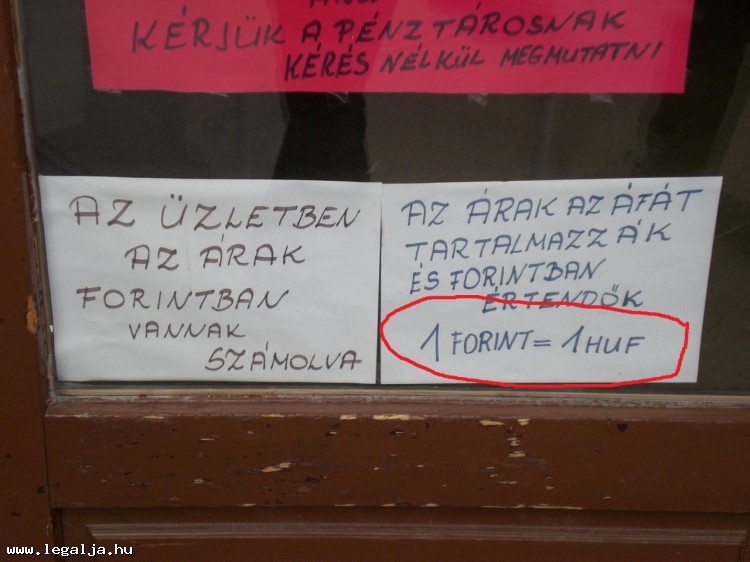 KÉRJÜK A PÉNZTÁROSNAK
KÉRÉS NÉLKÜL MEGMUTATNI
AZ ÜZLETBEN
AZ ÁRAK
FORINTBAN
VANNAK
SZÁMOLVA
AZ ÁRAK AZ ÁFÁT
TARTALMAZZÁK
ÉS FORINTBAN
ÉRTENDŐK
1 FORINT = 1 HUF
www.legalja.hu